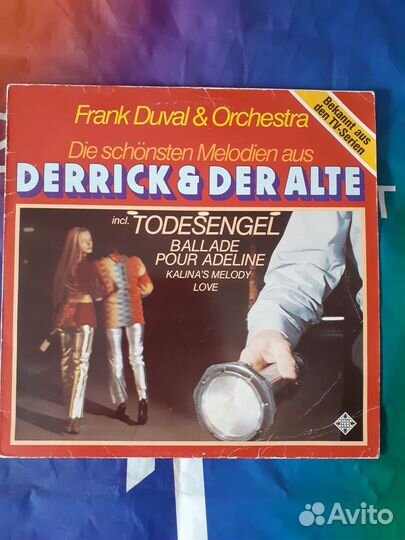 Frank Duval & Orchestra
Bekannt aus
den TV-Serien
Die schönsten Melodien aus
DERRICK & DER ALTE
incl. TODESENGEL
BALLADE
POUR ADELINE
KALINA'S MELODY
LOVE
Avito